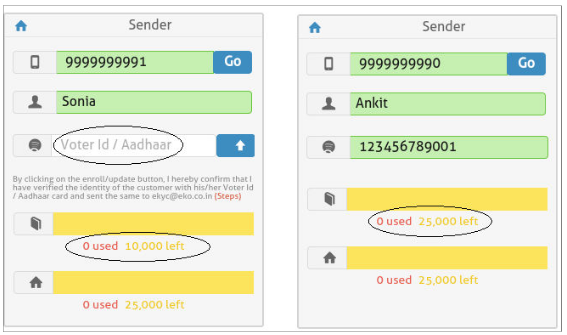 Sender
9999999991 Go
Sonia
Voter Id / Aadhaar
By clicking on the enroll/update button, I hereby confirm that I
have verified the identity of the customer with his/her Voter Id
/ Aadhaar card and sent the same to ekyc@eko.co.in (Steps)
0 used 10,000 left
0 used 25,000 left
Sender
9999999990 Go
Ankit
123456789001
0 used 25,000 left
0 used 25,000 left